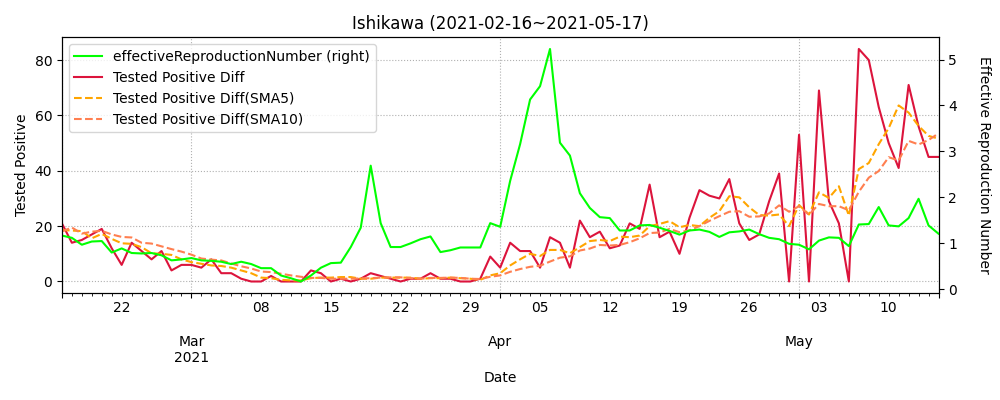 Ishikawa (2021-02-16~2021-05-17)
effectiveReproductionNumber (right)
Tested Positive Diff
Tested Positive Diff(SMA5)
Tested Positive Diff(SMA10)
Tested Positive
80
60
40
20
0
Effective Reproduction Number
5
4
3
2
1
0
22 08 15 22 29 05 12 19 26 03 10
Mar Apr May
2021
Date